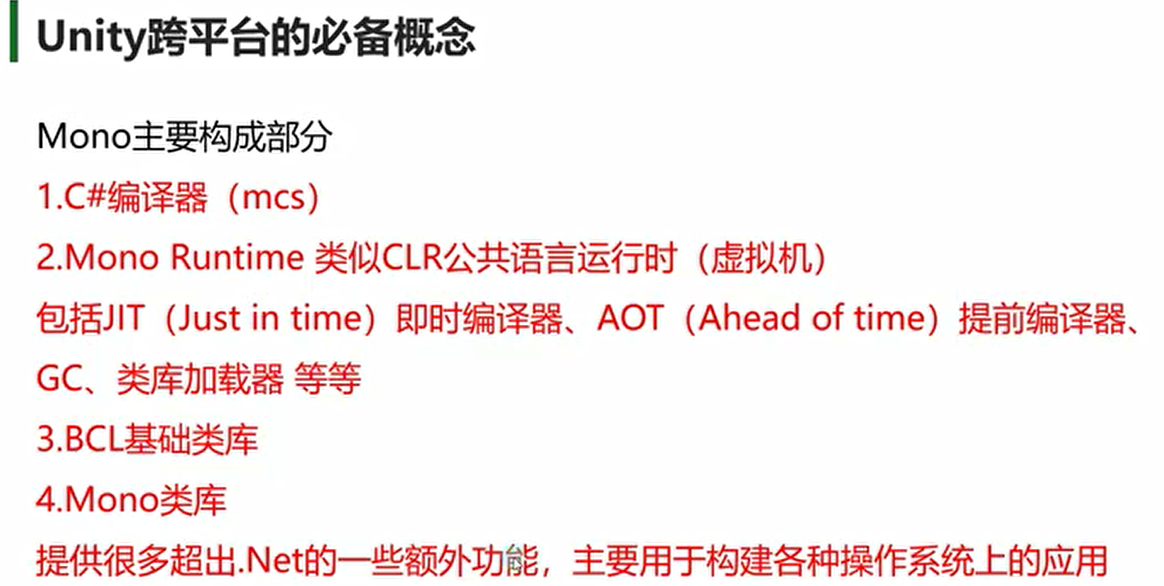 Unity跨平台的必备概念
Mono主要构成部分
1.C#编译器（mcs）
2.Mono Runtime 类似CLR公共语言运行时（虚拟机）
包括JIT（Just in time）即时编译器、AOT（Ahead of time）提前编译器、
GC、类库加载器 等等
3.BCL基础类库
4.Mono类库
提供很多超出.Net的一些额外功能，主要用于构建各种操作系统上的应用